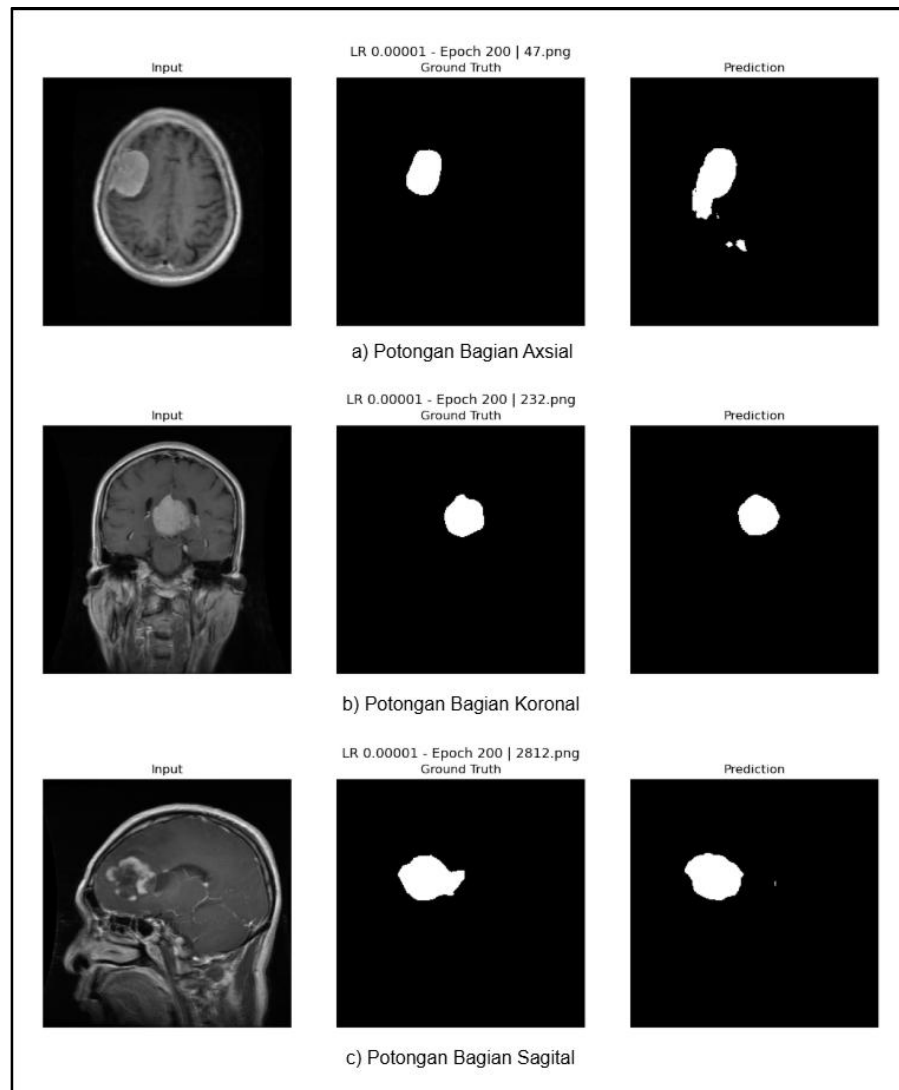 LR 0.00001 - Epoch 200 | 47.png
Input Ground Truth Prediction
a) Potongan Bagian Axsial
LR 0.00001 - Epoch 200 | 232.png
Input Ground Truth Prediction
b) Potongan Bagian Koronal
LR 0.00001 - Epoch 200 | 2812.png
Input Ground Truth Prediction
c) Potongan Bagian Sagital